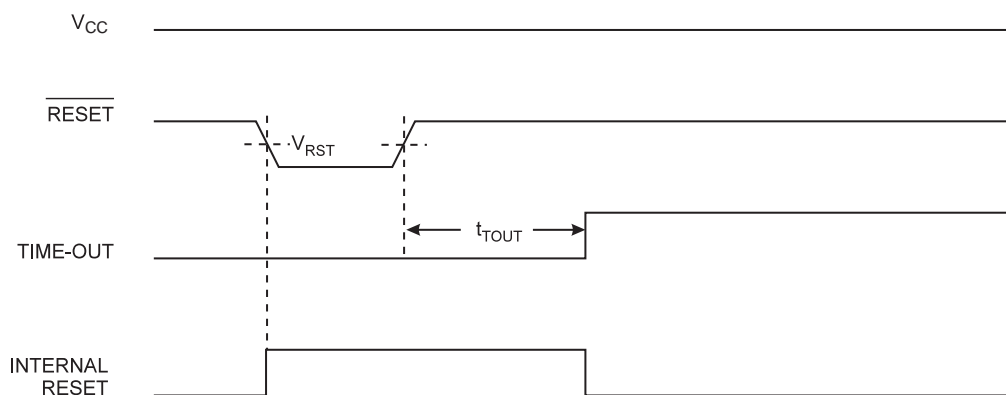 VCC
RESET
VRST
tTOUT
TIME-OUT
INTERNAL
RESET